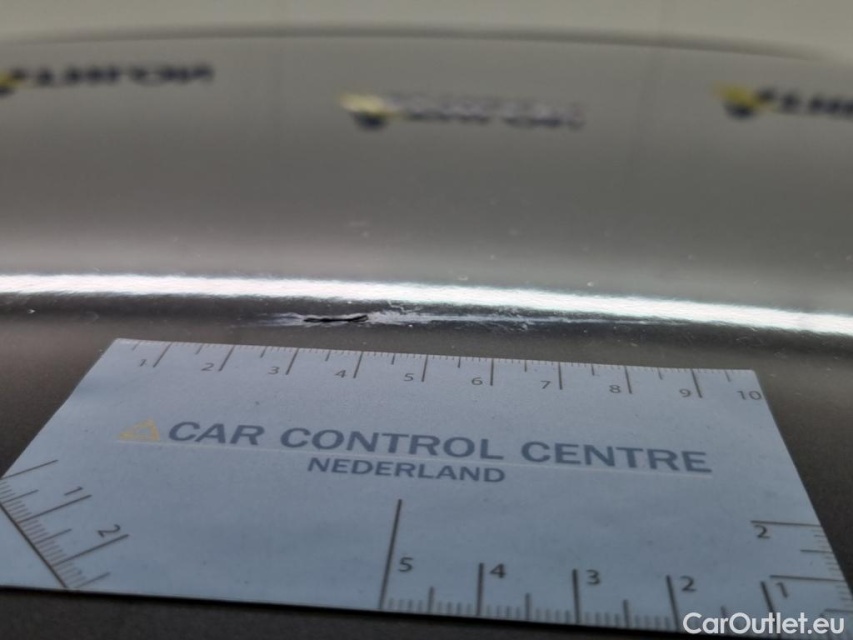 1 2 3 4 5 6 7 8 9 10
CAR CONTROL CENTRE
NEDERLAND
1
2
5 4 3 2 1
2
CarOutlet.eu